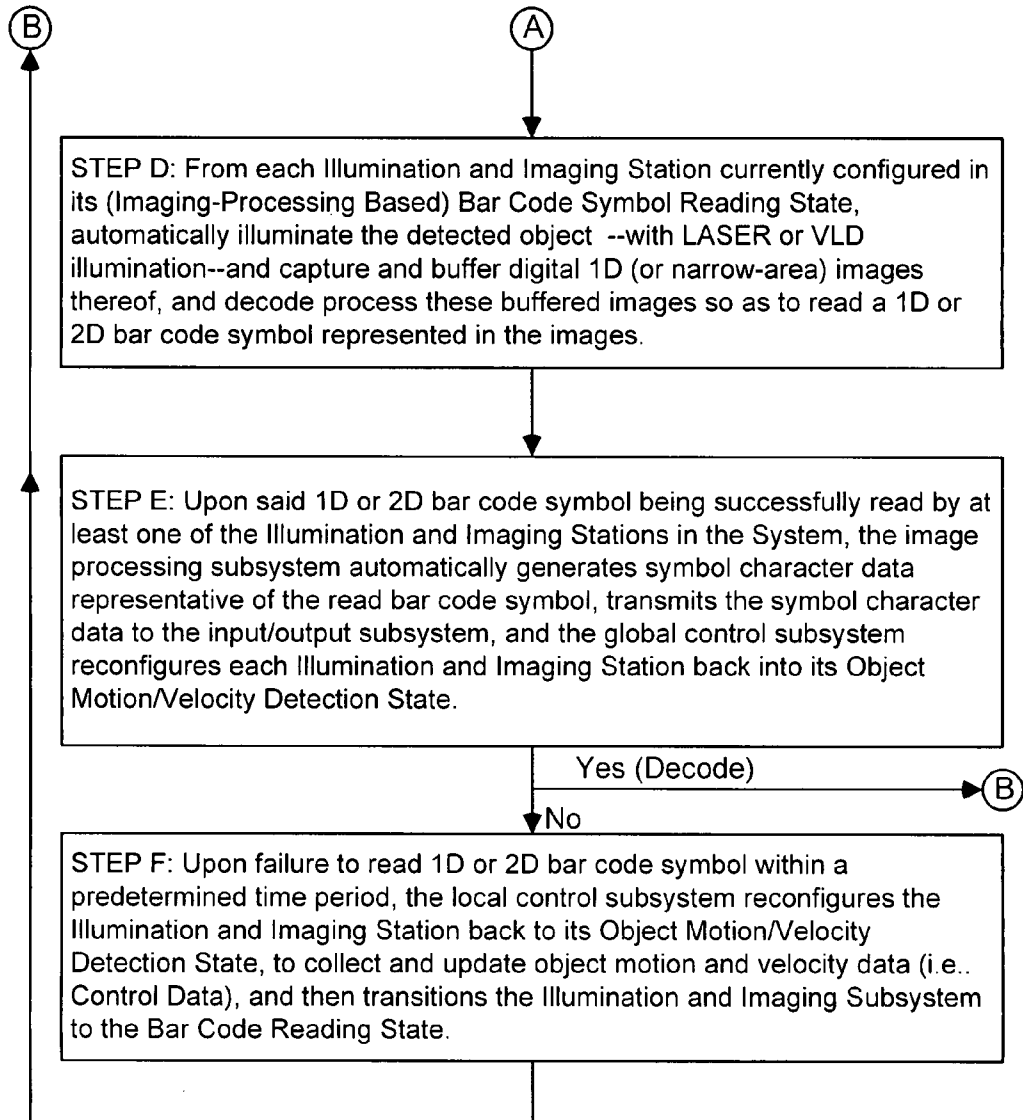 B
A
STEP D: From each Illumination and Imaging Station currently configured in
its (Imaging-Processing Based) Bar Code Symbol Reading State,
automatically illuminate the detected object --with LASER or VLD
illumination--and capture and buffer digital 1D (or narrow-area) images
thereof, and decode process these buffered images so as to read a 1D or
2D bar code symbol represented in the images.
STEP E: Upon said 1D or 2D bar code symbol being successfully read by at
least one of the Illumination and Imaging Stations in the System, the image
processing subsystem automatically generates symbol character data
representative of the read bar code symbol, transmits the symbol character
data to the input/output subsystem, and the global control subsystem
reconfigures each Illumination and Imaging Station back into its Object
Motion/Velocity Detection State.
Yes (Decode)
B
No
STEP F: Upon failure to read 1D or 2D bar code symbol within a
predetermined time period, the local control subsystem reconfigures the
Illumination and Imaging Station back to its Object Motion/Velocity
Detection State, to collect and update object motion and velocity data (i.e..
Control Data), and then transitions the Illumination and Imaging Subsystem
to the Bar Code Reading State.